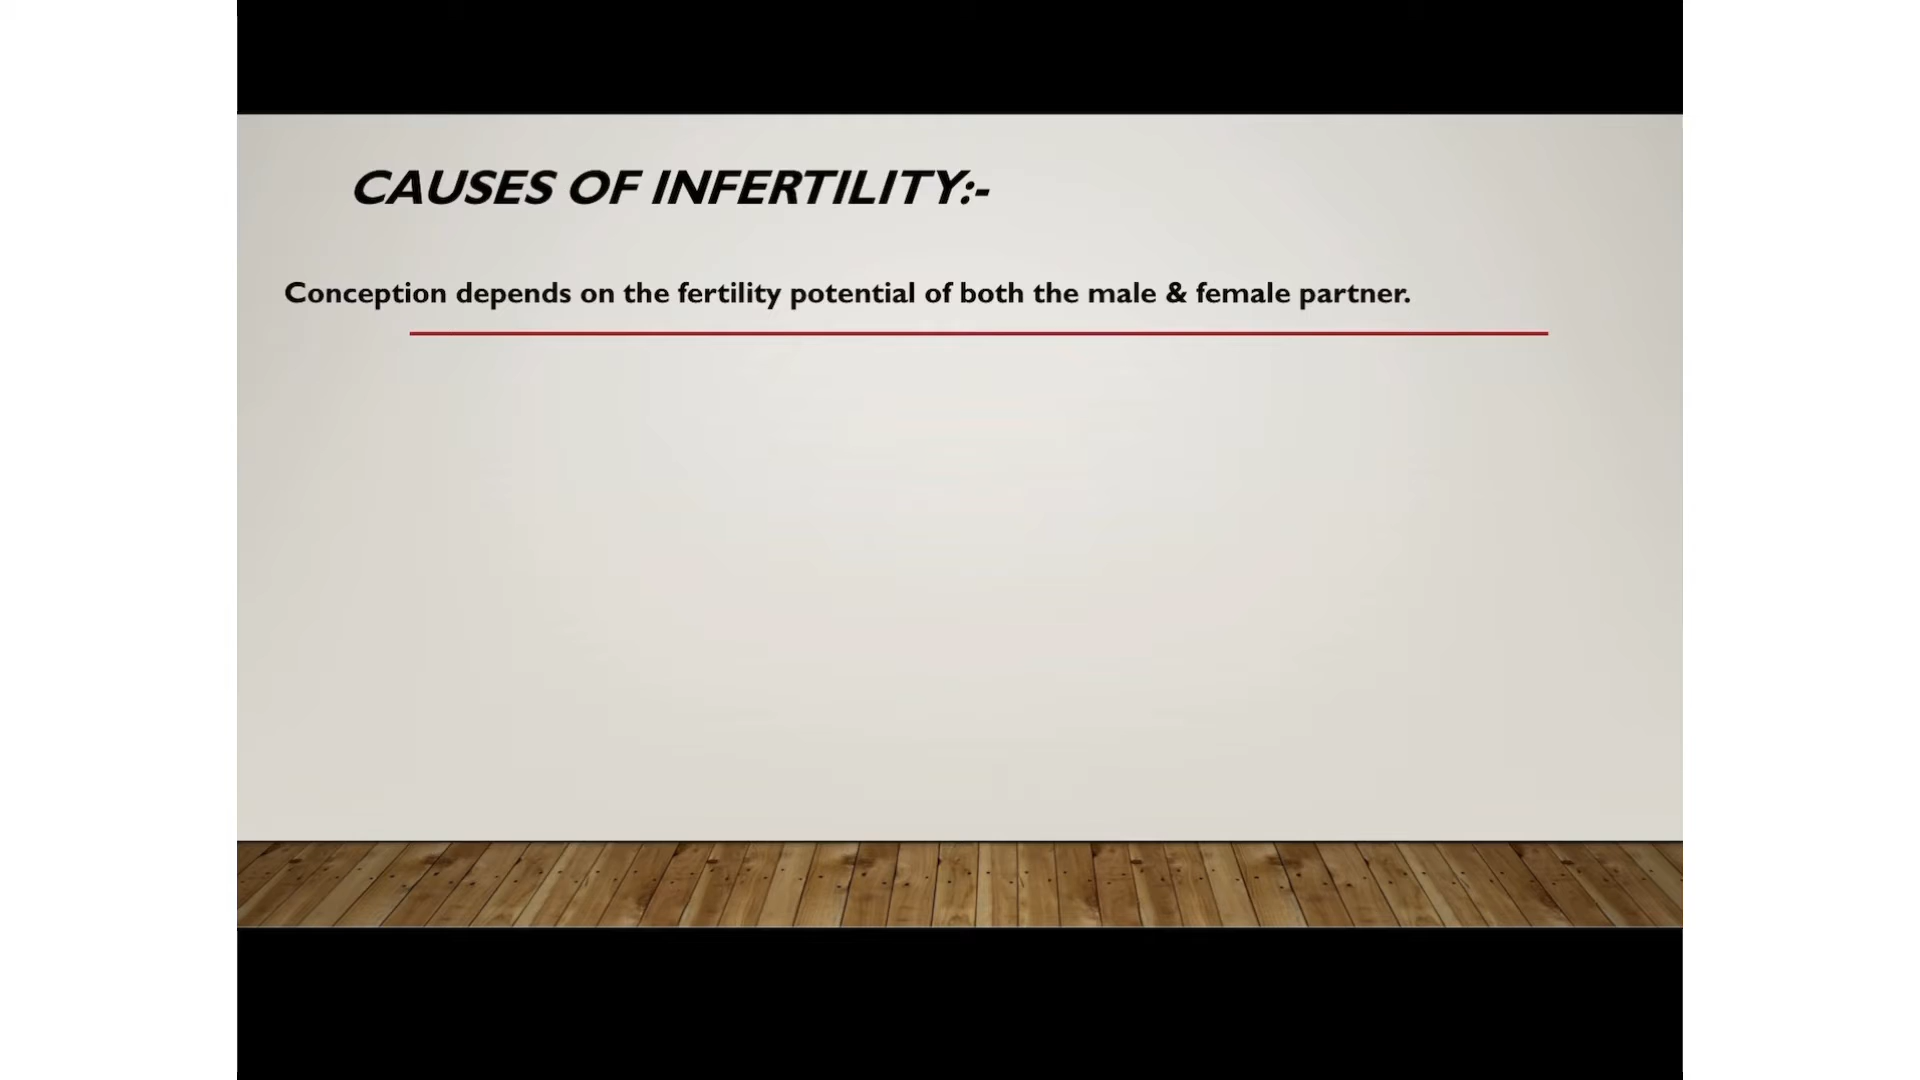 CAUSES OF INFERTILITY:-
Conception depends on the fertility potential of both the male & female partner.